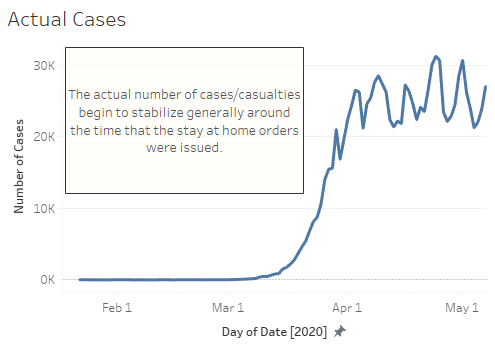 Actual Cases
30K
The actual number of cases/casualties
begin to stabilize generally around
the time that the stay at home orders
were issued.
20K
10K
0K
Number of Cases
Feb 1
Mar 1
Apr 1
May 1
Day of Date [2020]